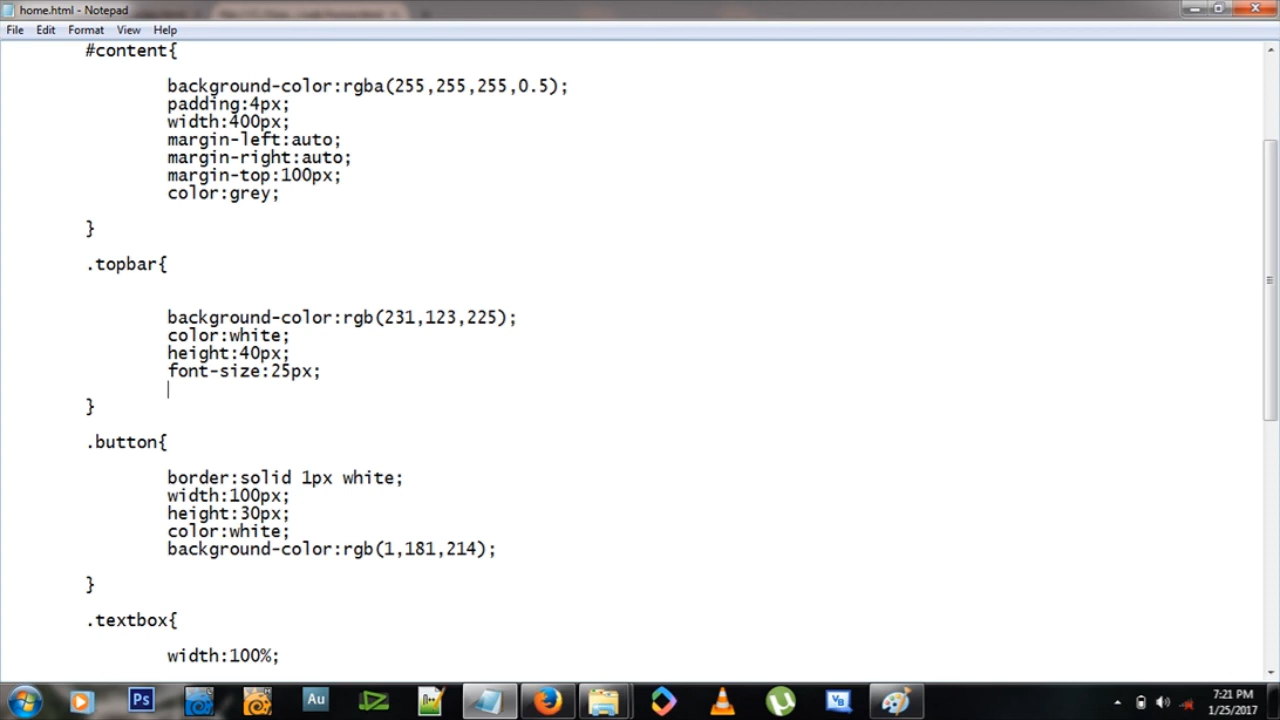 home.html - Notepad
File Edit Format View Help
#content{
background-color:rgba(255,255,255,0.5);
padding:4px;
width:400px;
margin-left:auto;
margin-right:auto;
margin-top:100px;
color:grey;
}
.topbar{
background-color:rgb(231,123,225);
color:white;
height:40px;
font-size:25px;
}
.button{
border:solid 1px white;
width:100px;
height:30px;
color:white;
background-color:rgb(1,181,214);
}
.textbox{
width:100%;
Ps
Au
7:21 PM
1/25/2017